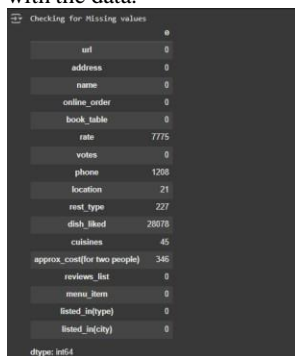 with the data.
Checking for Missing values
0
url 0
address 0
name 0
online_order 0
book_table 0
rate 7775
votes 0
phone 1208
location 21
rest_type 227
dish_liked 28078
cuisines 45
approx_cost(for two people) 346
reviews_list 0
menu_item 0
listed_in(type) 0
listed_in(city) 0
dtype: int64